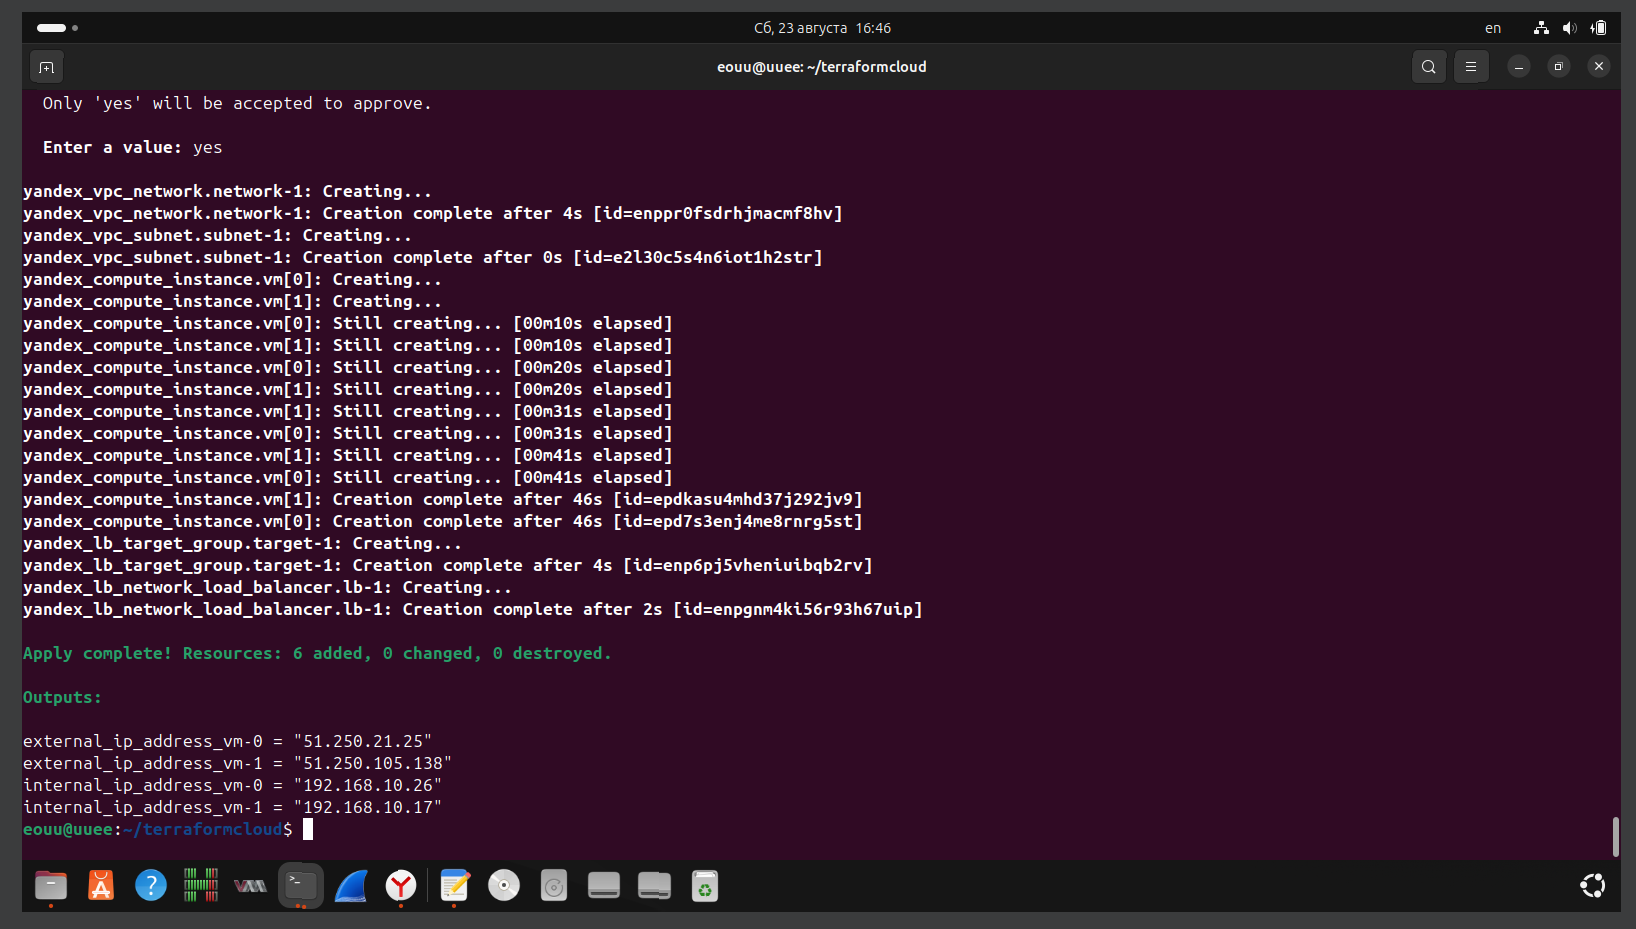 Сб, 23 августа 16:46
en
eouu@uuee: ~/terraformcloud
Only 'yes' will be accepted to approve.
Enter a value: yes
yandex_vpc_network.network-1: Creating...
yandex_vpc_network.network-1: Creation complete after 4s [id=enppr0fsdrhjmacmf8hv]
yandex_vpc_subnet.subnet-1: Creating...
yandex_vpc_subnet.subnet-1: Creation complete after 0s [id=e2l30c5s4n6iot1h2str]
yandex_compute_instance.vm[0]: Creating...
yandex_compute_instance.vm[1]: Creating...
yandex_compute_instance.vm[0]: Still creating... [00m10s elapsed]
yandex_compute_instance.vm[1]: Still creating... [00m10s elapsed]
yandex_compute_instance.vm[0]: Still creating... [00m20s elapsed]
yandex_compute_instance.vm[1]: Still creating... [00m20s elapsed]
yandex_compute_instance.vm[1]: Still creating... [00m31s elapsed]
yandex_compute_instance.vm[0]: Still creating... [00m31s elapsed]
yandex_compute_instance.vm[1]: Still creating... [00m41s elapsed]
yandex_compute_instance.vm[0]: Still creating... [00m41s elapsed]
yandex_compute_instance.vm[1]: Creation complete after 46s [id=epdkasu4mhd37j292jv9]
yandex_compute_instance.vm[0]: Creation complete after 46s [id=epd7s3enj4me8rnrg5st]
yandex_lb_target_group.target-1: Creating...
yandex_lb_target_group.target-1: Creation complete after 4s [id=enp6pj5vheniuibqb2rv]
yandex_lb_network_load_balancer.lb-1: Creating...
yandex_lb_network_load_balancer.lb-1: Creation complete after 2s [id=enpgnm4ki56r93h67uip]
Apply complete! Resources: 6 added, 0 changed, 0 destroyed.
Outputs:
external_ip_address_vm-0 = "51.250.21.25"
external_ip_address_vm-1 = "51.250.105.138"
internal_ip_address_vm-0 = "192.168.10.26"
internal_ip_address_vm-1 = "192.168.10.17"
eouu@uuee:~/terraformcloud$